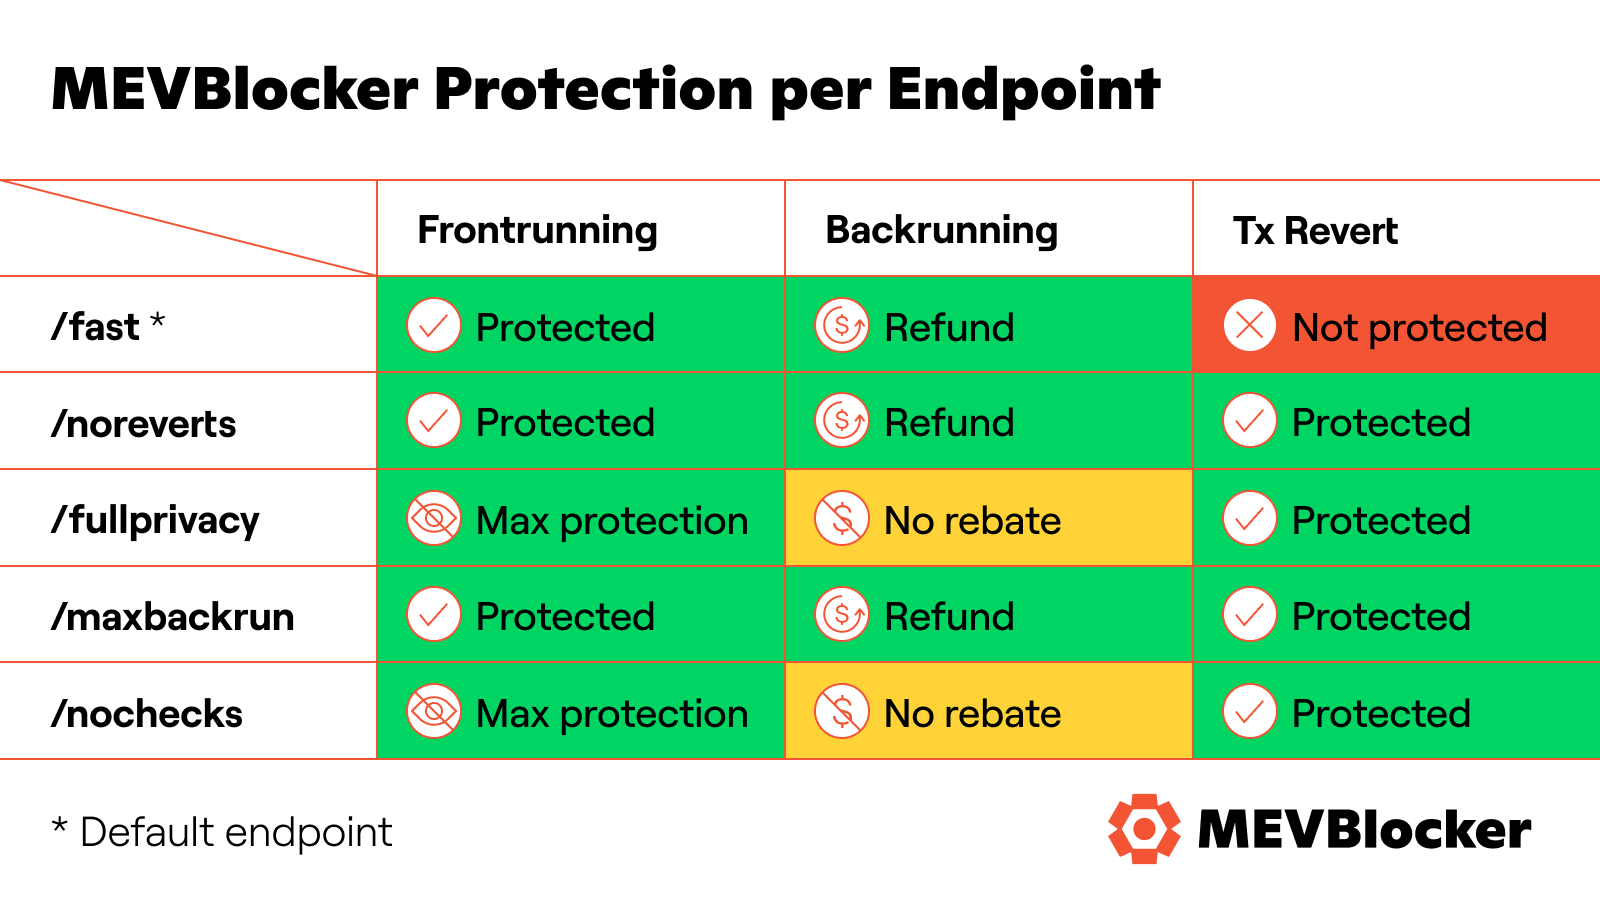 MEVBlocker Protection per Endpoint
Frontrunning Backrunning Tx Revert
/fast * Protected Refund Not protected
/noreverts Protected Refund Protected
/fullprivacy Max protection No rebate Protected
/maxbackrun Protected Refund Protected
/nochecks Max protection No rebate Protected
* Default endpoint
MEVBlocker